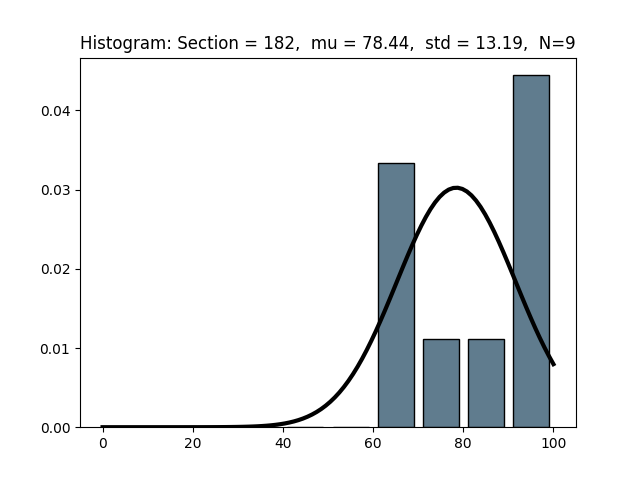 Histogram: Section = 182,  mu = 78.44,  std = 13.19,  N=9
0.04
0.03
0.02
0.01
0.00
0 20 40 60 80 100